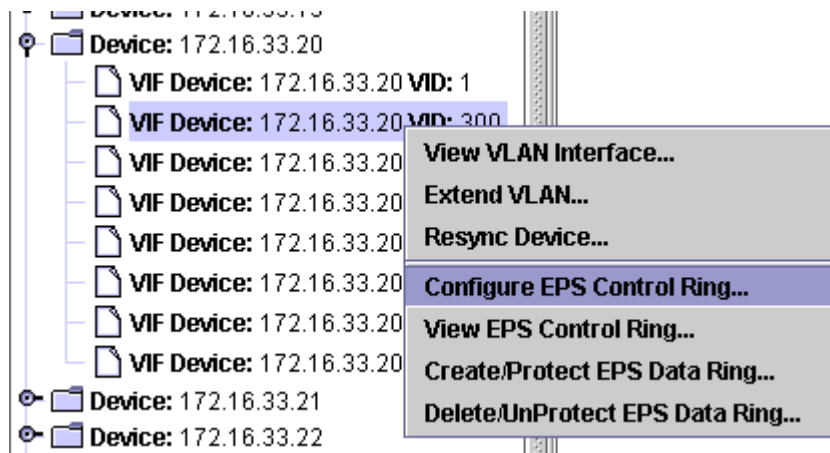 Device: 172.16.33.20
VIF Device: 172.16.33.20 VID: 1
VIF Device: 172.16.33.20 VID: 300
VIF Device: 172.16.33.20
VIF Device: 172.16.33.20
VIF Device: 172.16.33.20
VIF Device: 172.16.33.20
VIF Device: 172.16.33.20
VIF Device: 172.16.33.20
Device: 172.16.33.21
Device: 172.16.33.22
View VLAN Interface...
Extend VLAN...
Resync Device...
Configure EPS Control Ring...
View EPS Control Ring...
Create/Protect EPS Data Ring...
Delete/UnProtect EPS Data Ring...